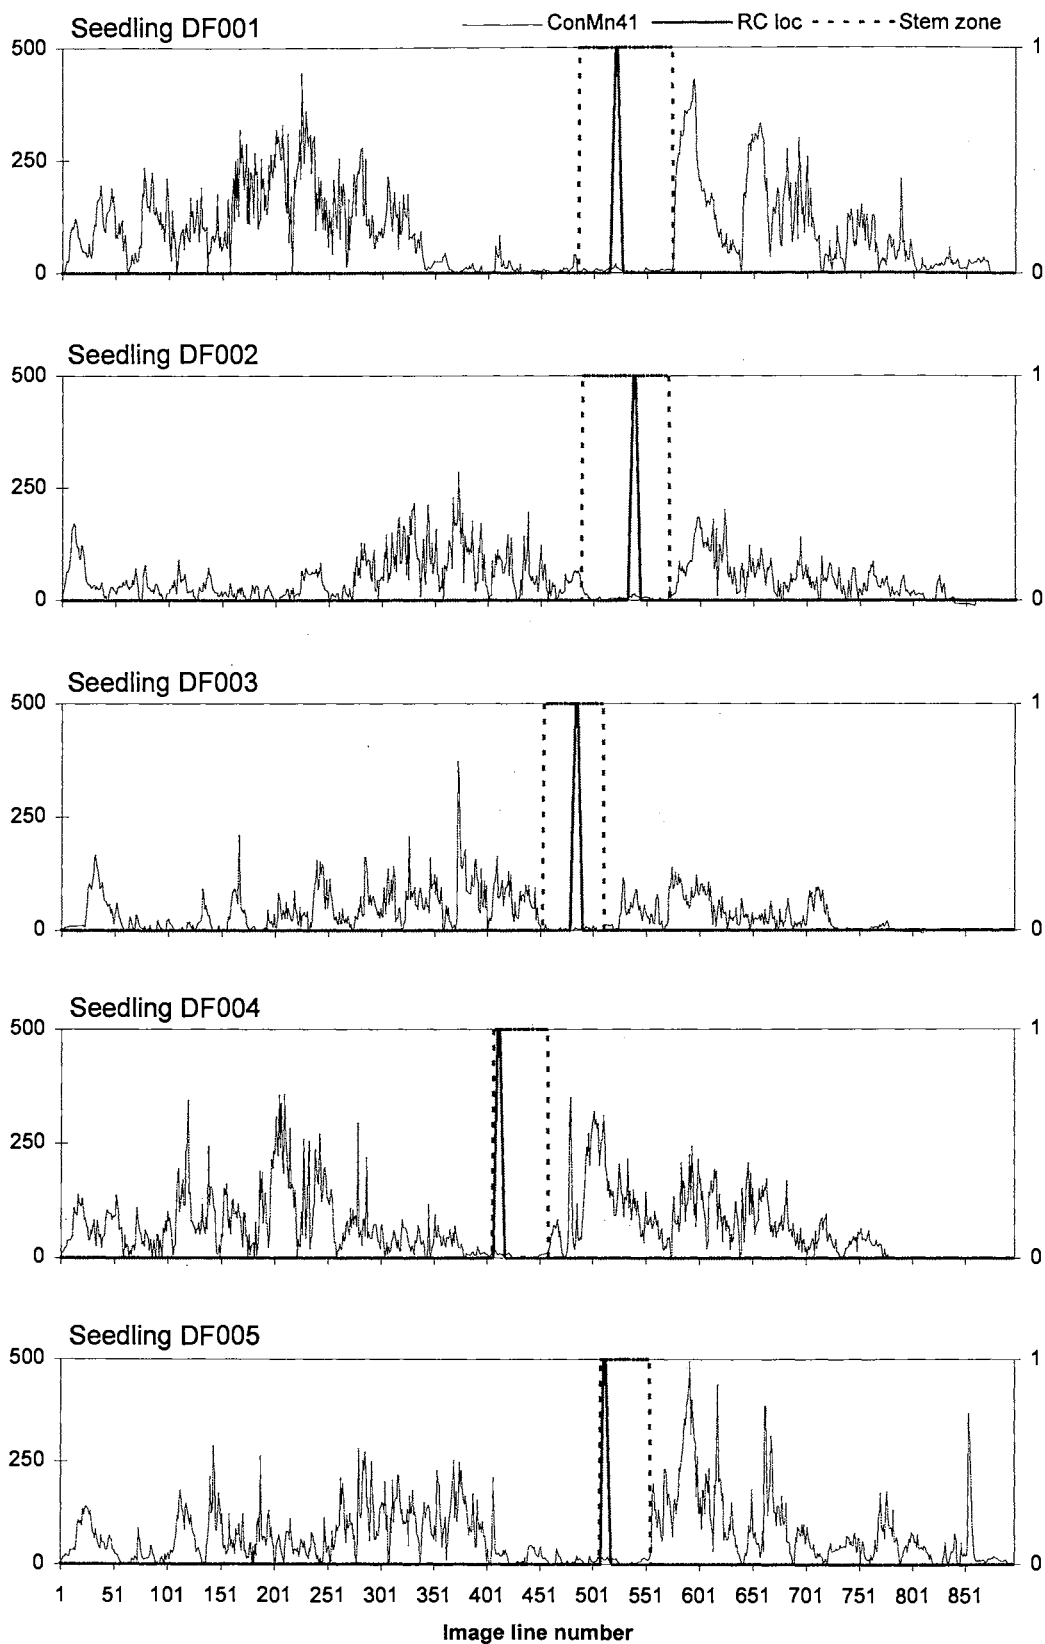 Seedling DF001
ConMn41 RC loc Stem zone
500 1
250
0 0
Seedling DF002
500 1
250
0 0
Seedling DF003
500 1
250
0 0
Seedling DF004
500 1
250
0 0
Seedling DF005
500 1
250
0 0
1 51 101 151 201 251 301 351 401 451 501 551 601 651 701 751 801 851
Image line number